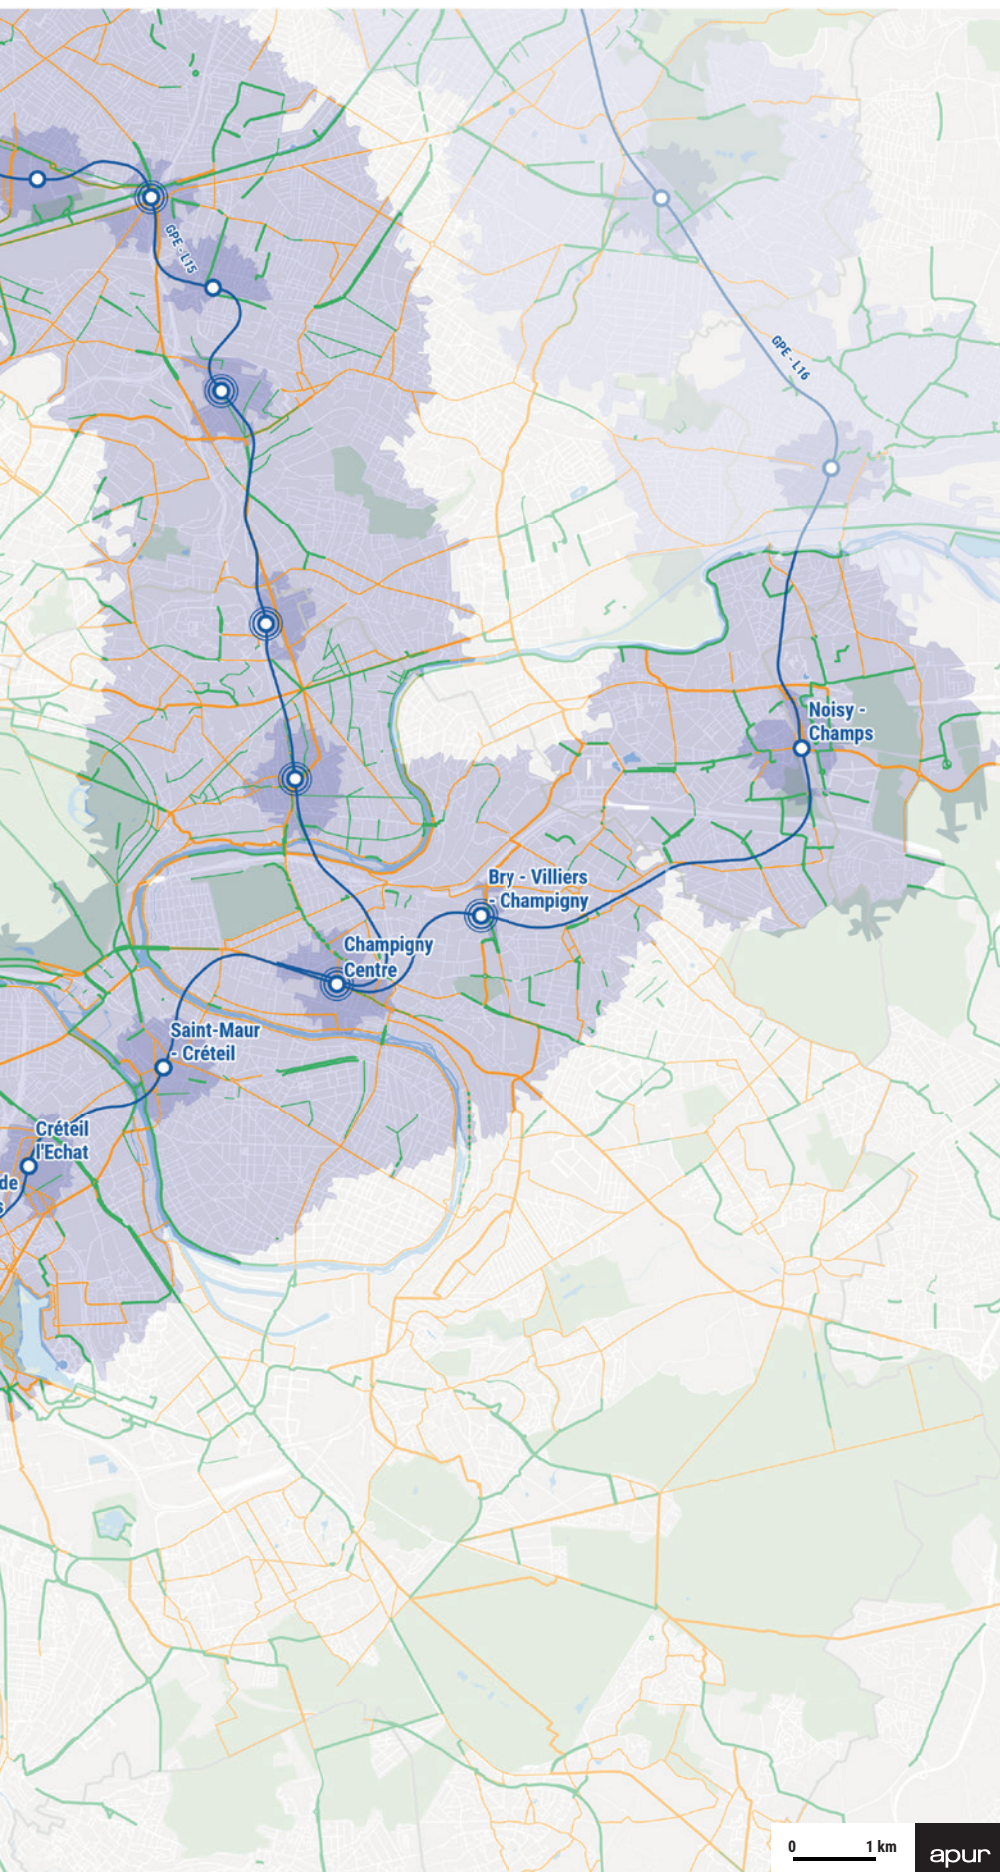 GPE - L15
GPE - L16
Noisy -
Champs
Bry - Villiers
- Champigny
Champigny
Centre
Saint-Maur
- Créteil
Créteil
l'Echat
de
s
0 1 km
apur